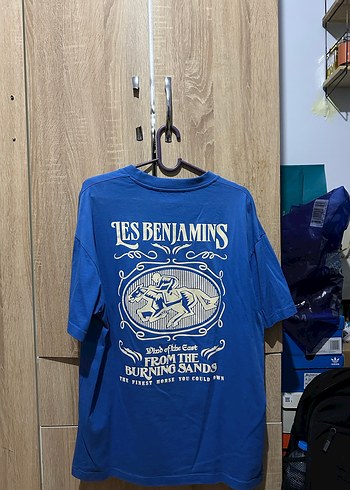 LES BENJAMINS
Wind of the East
FROM THE
BURNING SANDS
THE FINEST HORSE YOU COULD OWN